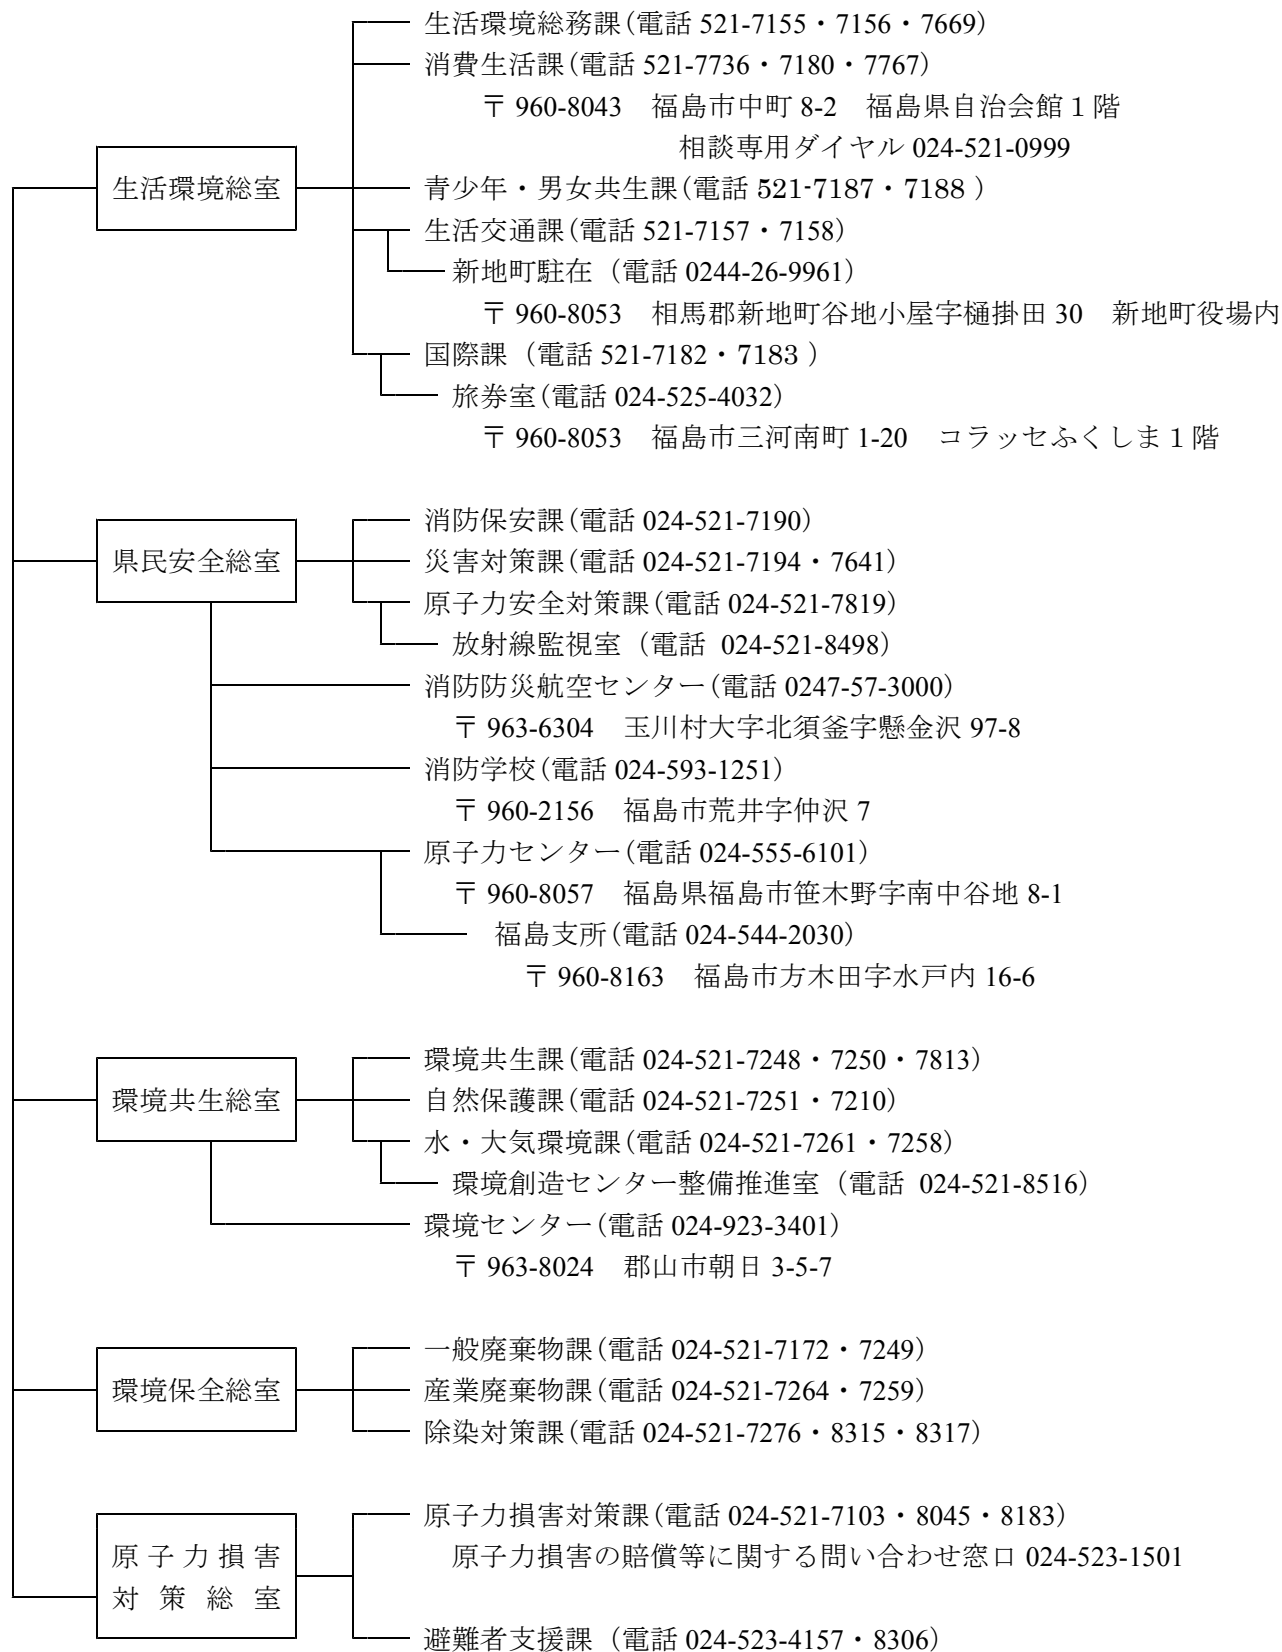 生活環境総務課(電話 521-7155・7156・7669)
消費生活課(電話 521-7736・7180・7767)
〒 960-8043　福島市中町 8-2　福島県自治会館１階
相談専用ダイヤル 024-521-0999
生活環境総室
青少年・男女共生課(電話 521-7187・7188 )
生活交通課(電話 521-7157・7158)
新地町駐在 (電話 0244-26-9961)
〒 960-8053　相馬郡新地町谷地小屋字樋掛田 30　新地町役場内
国際課 (電話 521-7182・7183 )
旅券室(電話 024-525-4032)
〒 960-8053　福島市三河南町 1-20　コラッセふくしま１階
消防保安課(電話 024-521-7190)
県民安全総室
災害対策課(電話 024-521-7194・7641)
原子力安全対策課(電話 024-521-7819)
放射線監視室 (電話 024-521-8498)
消防防災航空センター(電話 0247-57-3000)
〒 963-6304　玉川村大字北須釜字懸金沢 97-8
消防学校(電話 024-593-1251)
〒 960-2156　福島市荒井字仲沢 7
原子力センター(電話 024-555-6101)
〒 960-8057　福島県福島市笹木野字南中谷地 8-1
福島支所(電話 024-544-2030)
〒 960-8163　福島市方木田字水戸内 16-6
環境共生課(電話 024-521-7248・7250・7813)
環境共生総室
自然保護課(電話 024-521-7251・7210)
水・大気環境課(電話 024-521-7261・7258)
環境創造センター整備推進室 (電話 024-521-8516)
環境センター(電話 024-923-3401)
〒 963-8024　郡山市朝日 3-5-7
一般廃棄物課(電話 024-521-7172・7249)
環境保全総室
産業廃棄物課(電話 024-521-7264・7259)
除染対策課(電話 024-521-7276・8315・8317)
原子力損害対策課(電話 024-521-7103・8045・8183)
原子力損害の賠償等に関する問い合わせ窓口 024-523-1501
原子力損害
対策総室
避難者支援課 (電話 024-523-4157・8306)